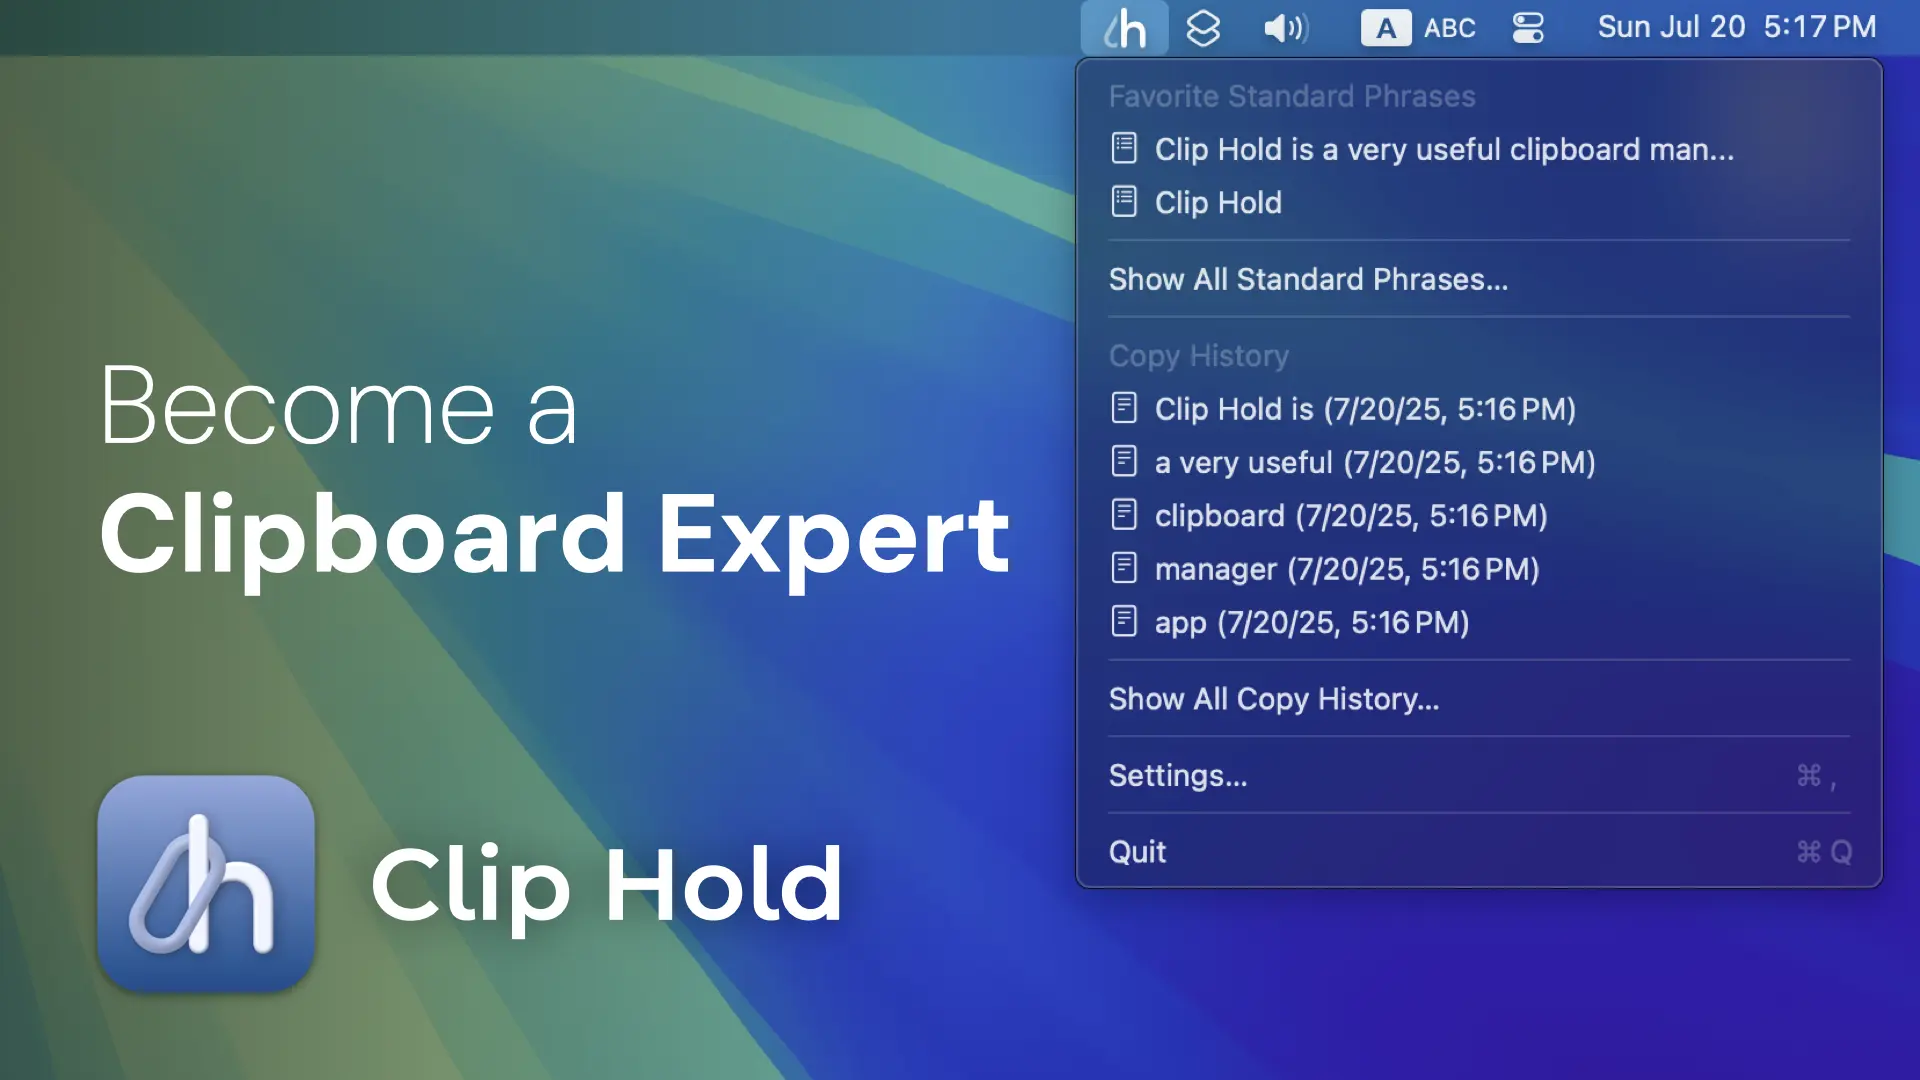 h
A ABC Sun Jul 20 5:17 PM
Favorite Standard Phrases
Clip Hold is a very useful clipboard man...
Clip Hold
Show All Standard Phrases...
Copy History
Clip Hold is (7/20/25, 5:16 PM)
a very useful (7/20/25, 5:16 PM)
clipboard (7/20/25, 5:16 PM)
manager (7/20/25, 5:16 PM)
app (7/20/25, 5:16 PM)
Show All Copy History...
Settings... ⌘ ,
Quit ⌘ Q
Become a
Clipboard Expert
h
Clip Hold